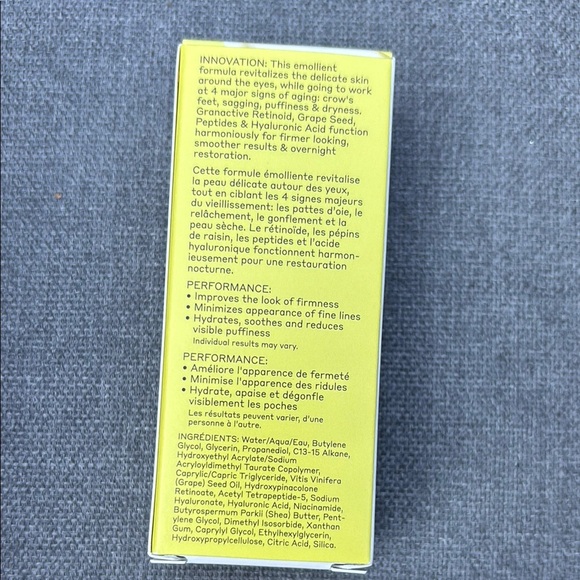 INNOVATION: This emollient
formula revitalizes the delicate skin
around the eyes, while going to work
at 4 major signs of aging: crow's
feet, sagging, puffiness & dryness.
Granactive Retinoid, Grape Seed,
Peptides & Hyaluronic Acid function
harmoniously for firmer looking,
smoother results & overnight
restoration.
Cette formule émolliente revitalise
la peau délicate autour des yeux,
tout en ciblant les 4 signes majeurs
du vieillissement: les pattes d'oie, le
relâchement, le gonflement et la
peau sèche. Le rétinoïde, les pépins
de raisin, les peptides et l'acide
hyaluronique fonctionnent harmon-
ieusement pour une restauration
nocturne.
PERFORMANCE:
• Improves the look of firmness
• Minimizes appearance of fine lines
• Hydrates, soothes and reduces
visible puffiness
Individual results may vary.
PERFORMANCE:
• Améliore l'apparence de fermeté
• Minimise l'apparence des ridules
• Hydrate, apaise et dégonfle
visiblement les poches
Les résultats peuvent varier, d'une
personne à l'autre.
INGRÉDIENTS: Water/Aqua/Eau, Butylene
Glycol, Glycerin, Propanediol, C13-15 Alkane,
Hydroxyethyl Acrylate/Sodium
Acryloyldimethyl Taurate Copolymer,
Caprylic/Capric Triglyceride, Vitis Vinifera
(Grape) Seed Oil, Hydroxypinacolone
Retinoate, Acetyl Tetrapeptide-5, Sodium
Hyaluronate, Hyaluronic Acid, Niacinamide,
Butyrospermum Parkii (Shea) Butter, Pent-
ylene Glycol, Dimethyl Isosorbide, Xanthan
Gum, Caprylyl Glycol, Ethylhexylglycerin,
Hydroxypropylcellulose, Citric Acid, Silica.